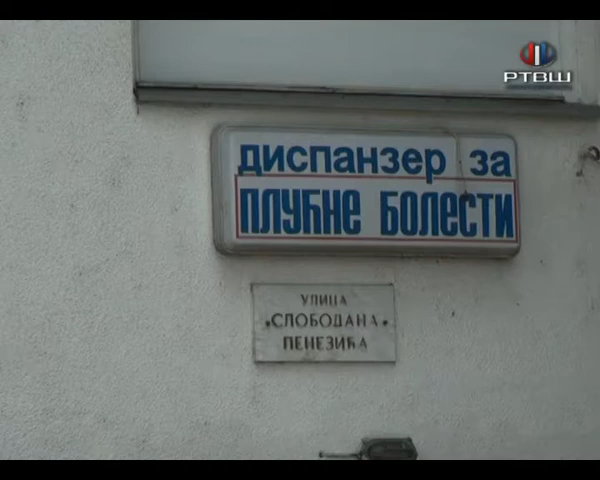 РТВШ
ДИСПАНЗЕР ЗА
ПЛУЋНЕ БОЛЕСТИ
УЛИЦА
•СЛОБОДАНА•
ПЕНЕЗИЋА